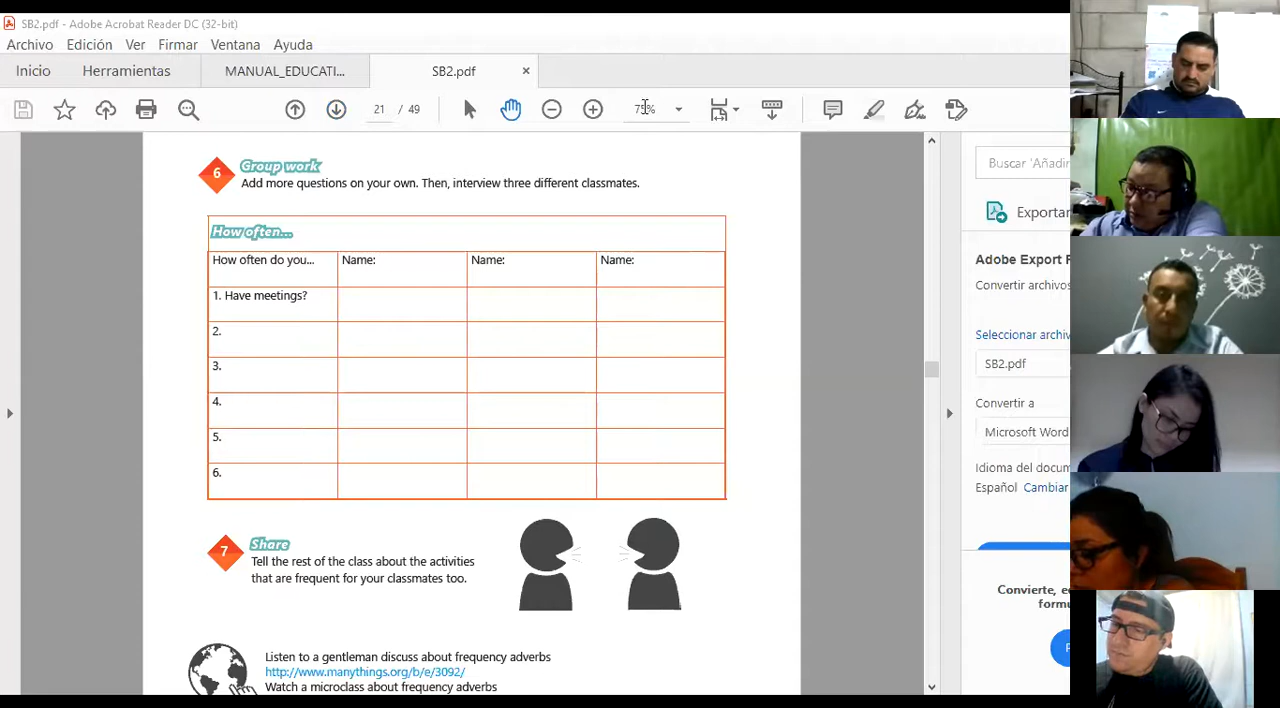 SB2.pdf - Adobe Acrobat Reader DC (32-bit)
Archivo Edición Ver Firmar Ventana Ayuda
Inicio Herramientas MANUAL_EDUCATI... SB2.pdf ×
21 / 49
6 Group work
Add more questions on your own. Then, interview three different classmates.
How often...
How often do you... Name: Name: Name:
1. Have meetings?
2.
3.
4.
5.
6.
7 Share
Tell the rest of the class about the activities
that are frequent for your classmates too.
Listen to a gentleman discuss about frequency adverbs
http://www.manythings.org/b/e/3092/
Watch a microclass about frequency adverbs
Buscar 'Añadir
Exportar
Adobe Export
Convertir archivos
Seleccionar archi
SB2.pdf
Convertir a
Microsoft Word
Idioma del docum
Español Cambiar
Convierte, e
form